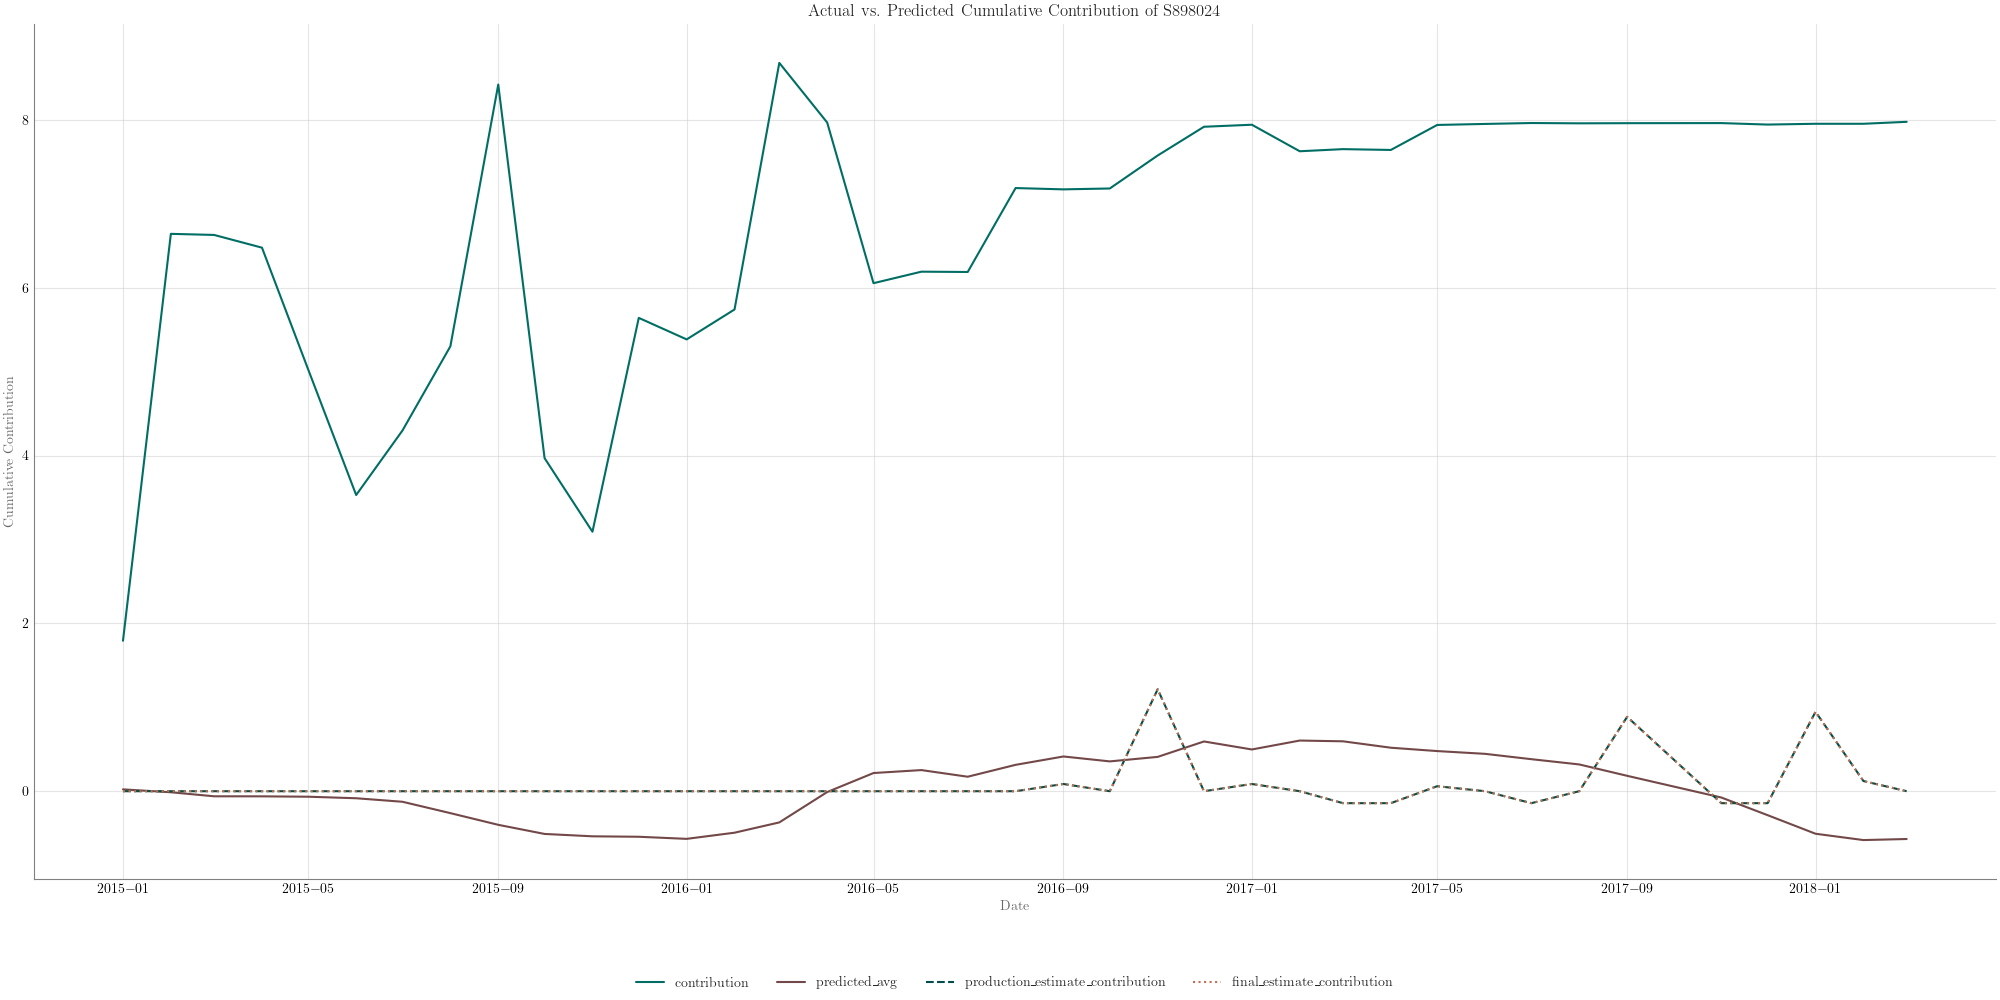 Actual vs. Predicted Cumulative Contribution of S898024
Cumulative Contribution
8
6
4
2
0
2015−01 2015−05 2015−09 2016−01 2016−05 2016−09 2017−01 2017−05 2017−09 2018−01
Date
contribution predicted_avg production_estimate_contribution final_estimate_contribution